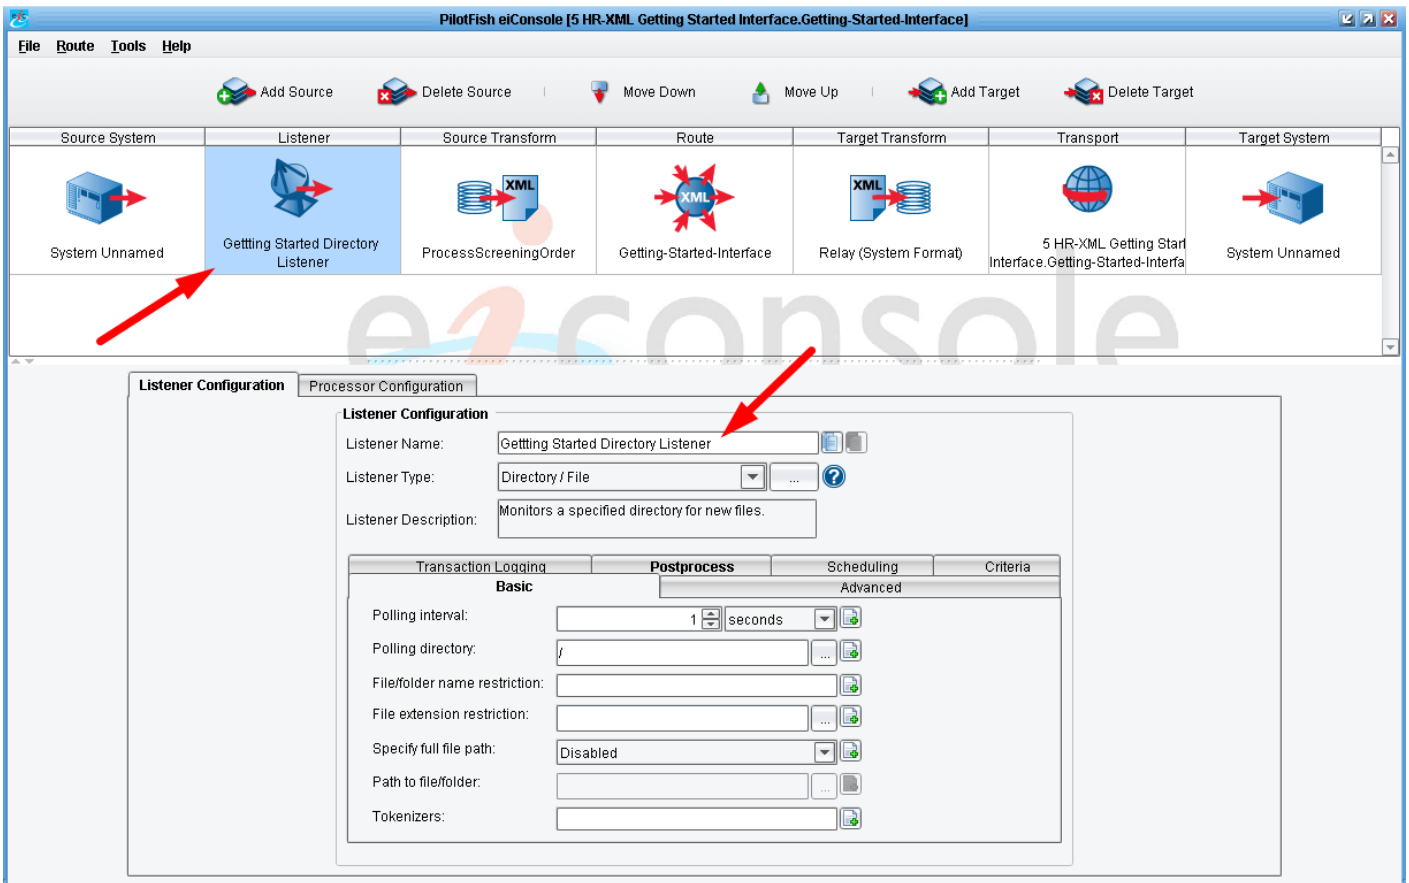 PilotFish eiConsole [5 HR-XML Getting Started Interface.Getting-Started-Interface]
File Route Tools Help
Add Source Delete Source Move Down Move Up Add Target Delete Target
Source System Listener Source Transform Route Target Transform Transport Target System
XML XML XML
System Unnamed
Gettting Started Directory
Listener
ProcessScreeningOrder
Getting-Started-Interface
Relay (System Format)
5 HR-XML Getting Start
Interface.Getting-Started-Interfa
System Unnamed
eiconsole
Listener Configuration Processor Configuration
Listener Configuration
Listener Name: Gettting Started Directory Listener
Listener Type: Directory / File ... ?
Listener Description: Monitors a specified directory for new files.
Transaction Logging Postprocess Scheduling Criteria
Basic Advanced
Polling interval: 1 seconds
Polling directory: / ...
File/folder name restriction:
File extension restriction: ...
Specify full file path: Disabled
Path to file/folder: ...
Tokenizers: